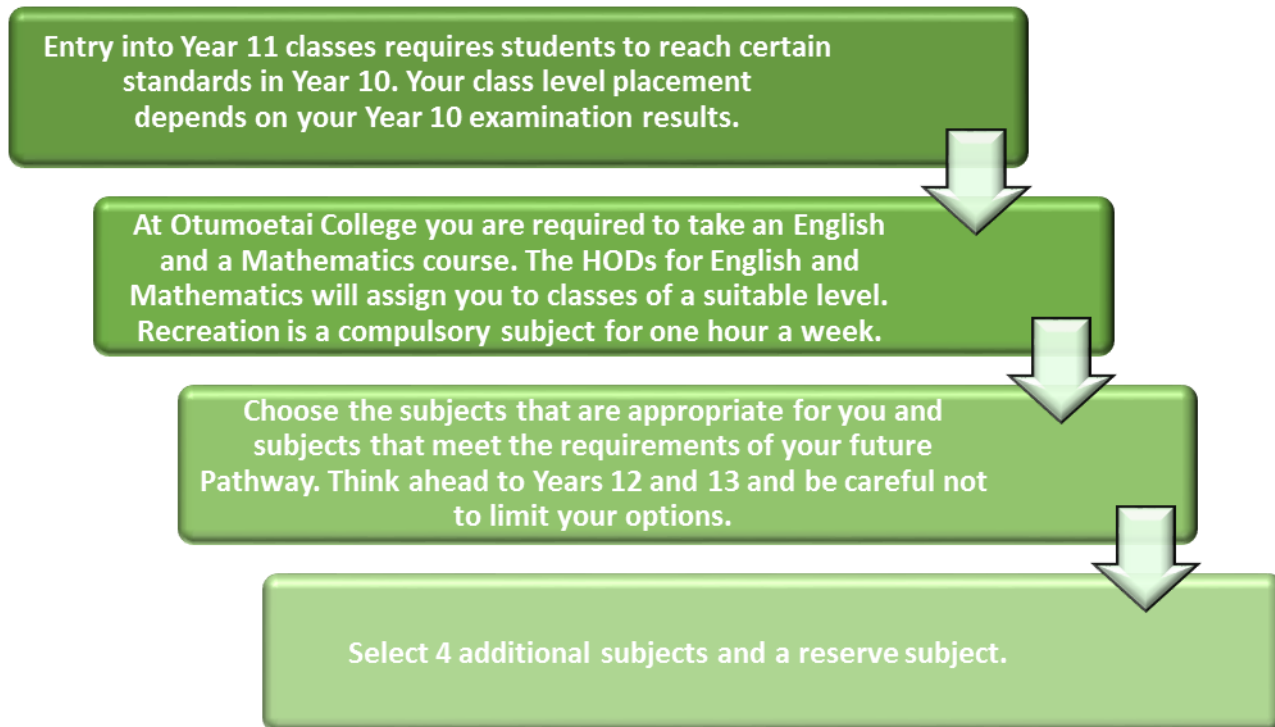 Entry into Year 11 classes requires students to reach certain
standards in Year 10. Your class level placement
depends on your Year 10 examination results.
At Otumoetai College you are required to take an English
and a Mathematics course. The HODs for English and
Mathematics will assign you to classes of a suitable level.
Recreation is a compulsory subject for one hour a week.
Choose the subjects that are appropriate for you and
subjects that meet the requirements of your future
Pathway. Think ahead to Years 12 and 13 and be careful not
to limit your options.
Select 4 additional subjects and a reserve subject.